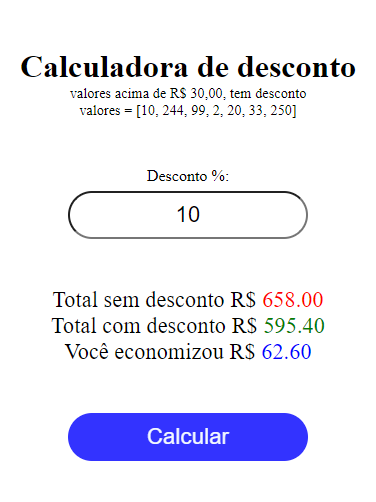 Calculadora de desconto
valores acima de R$ 30,00, tem desconto
valores = [10, 244, 99, 2, 20, 33, 250]
Desconto %:
10
Total sem desconto R$ 658.00
Total com desconto R$ 595.40
Você economizou R$ 62.60
Calcular